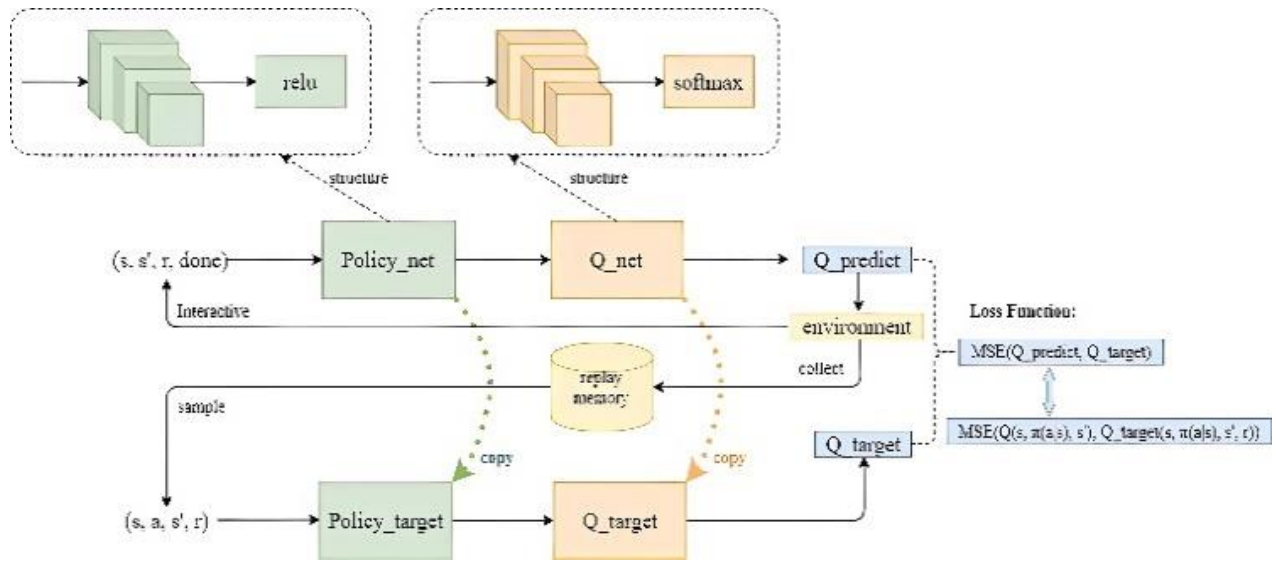 relu
softmax
structure
structure
(s, s', r, done)
Policy_net
Q_net
Q_predict
Interactive
environment
Loss Function:
MSE(Q_predict, Q_target)
collect
replay
memory
sample
MSE(Q(s, π(a|s), s'), Q_target(s, π(a|s), s', r))
Q_target
copy
copy
(s, a, s', r)
Policy_target
Q_target